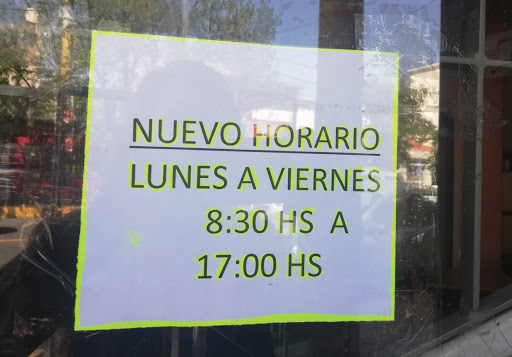 NUEVO HORARIO
LUNES A VIERNES
8:30 HS A
17:00 HS